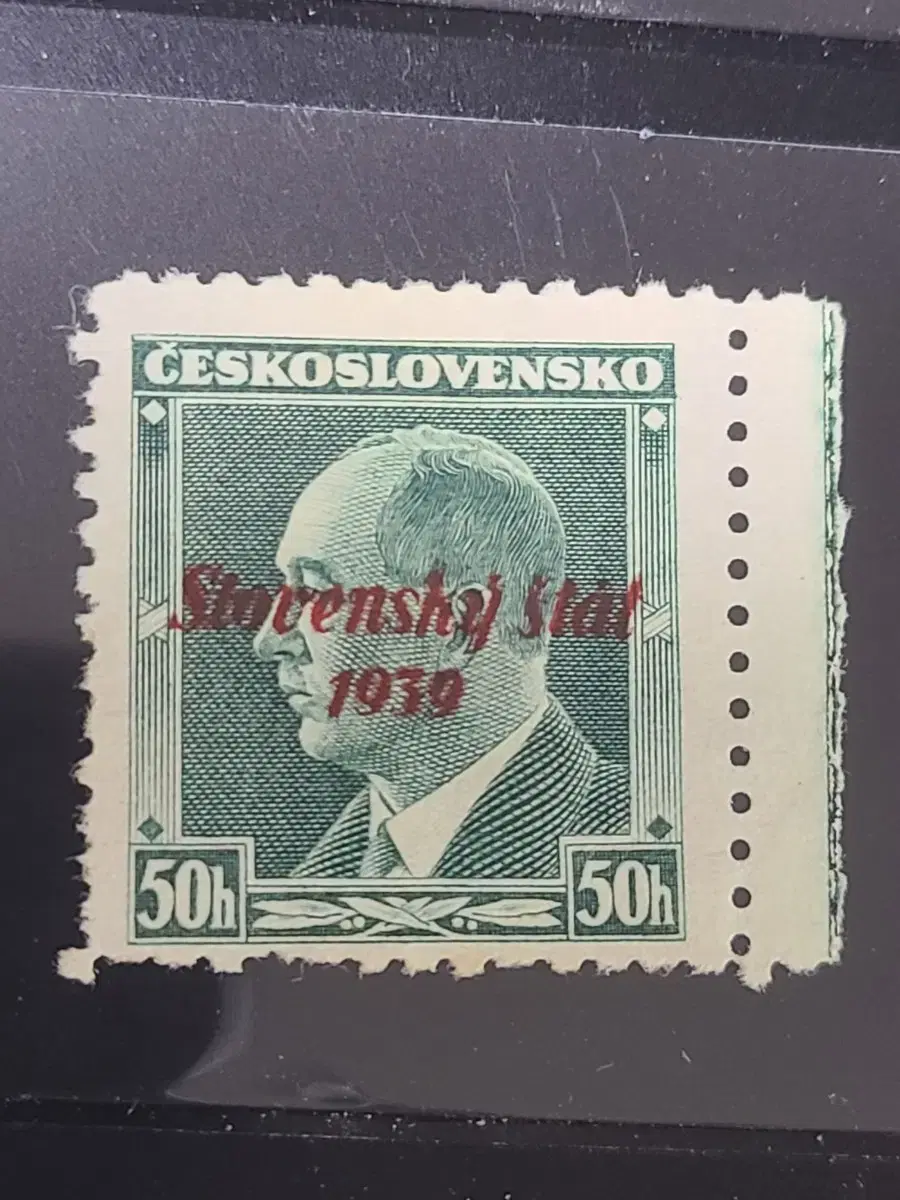 ČESKOSLOVENSKO
Slovenský štát
1939
50h 50h